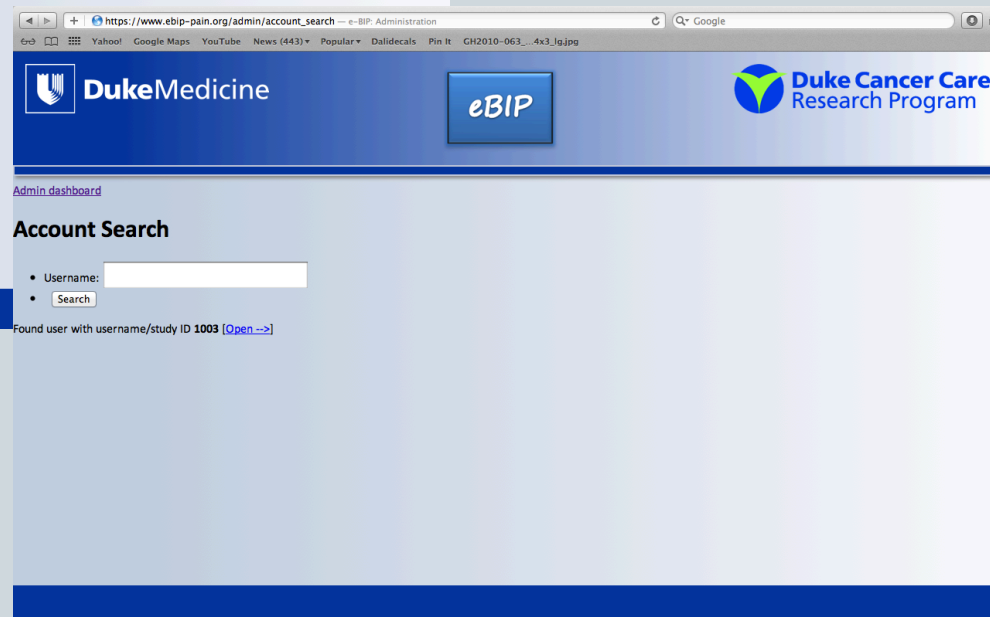 https://www.ebip-pain.org/admin/account_search — e-BIP: Administration
Google
Yahoo! Google Maps YouTube News (443) Popular Dalidecals Pin It GH2010-063_...4x3_lg.jpg
DukeMedicine
eBIP
Duke Cancer Care
Research Program
Admin dashboard
Account Search
• Username:
• Search
Found user with username/study ID 1003 [Open -->]